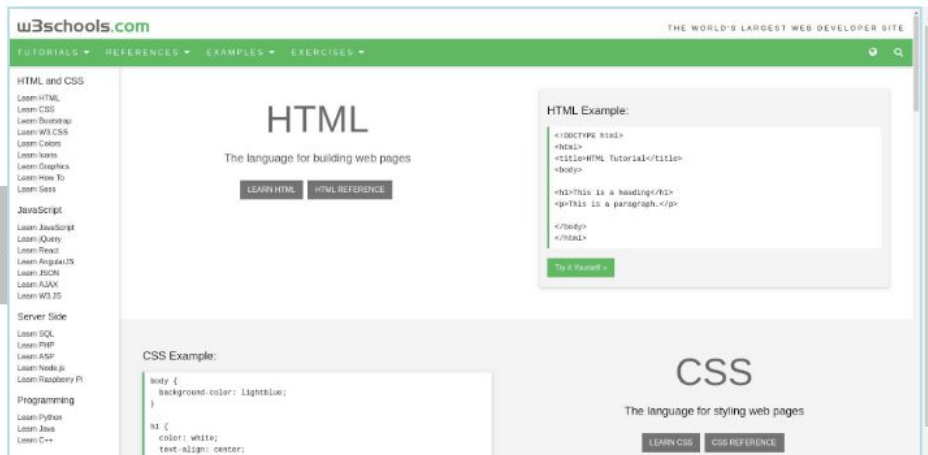 w3schools.com
THE WORLD'S LARGEST WEB DEVELOPER SITE
TUTORIALS REFERENCES EXAMPLES EXERCISES
HTML and CSS
Learn HTML
Learn CSS
Learn Bootstrap
Learn W3.CSS
Learn Colors
Learn Icons
Learn Graphics
Learn How To
Learn Sass
JavaScript
Learn JavaScript
Learn jQuery
Learn React
Learn AngularJS
Learn JSON
Learn AJAX
Learn W3.JS
Server Side
Learn SQL
Learn PHP
Learn ASP
Learn Node.js
Learn Raspberry Pi
Programming
Learn Python
Learn Java
Learn C++
HTML
The language for building web pages
LEARN HTML HTML REFERENCE
HTML Example:
<!DOCTYPE html>
<html>
<title>HTML Tutorial</title>
<body>
<h1>This is a heading</h1>
<p>This is a paragraph.</p>
</body>
</html>
Try it Yourself »
CSS Example:
body {
background-color: lightblue;
}
h1 {
color: white;
text-align: center;
CSS
The language for styling web pages
LEARN CSS CSS REFERENCE